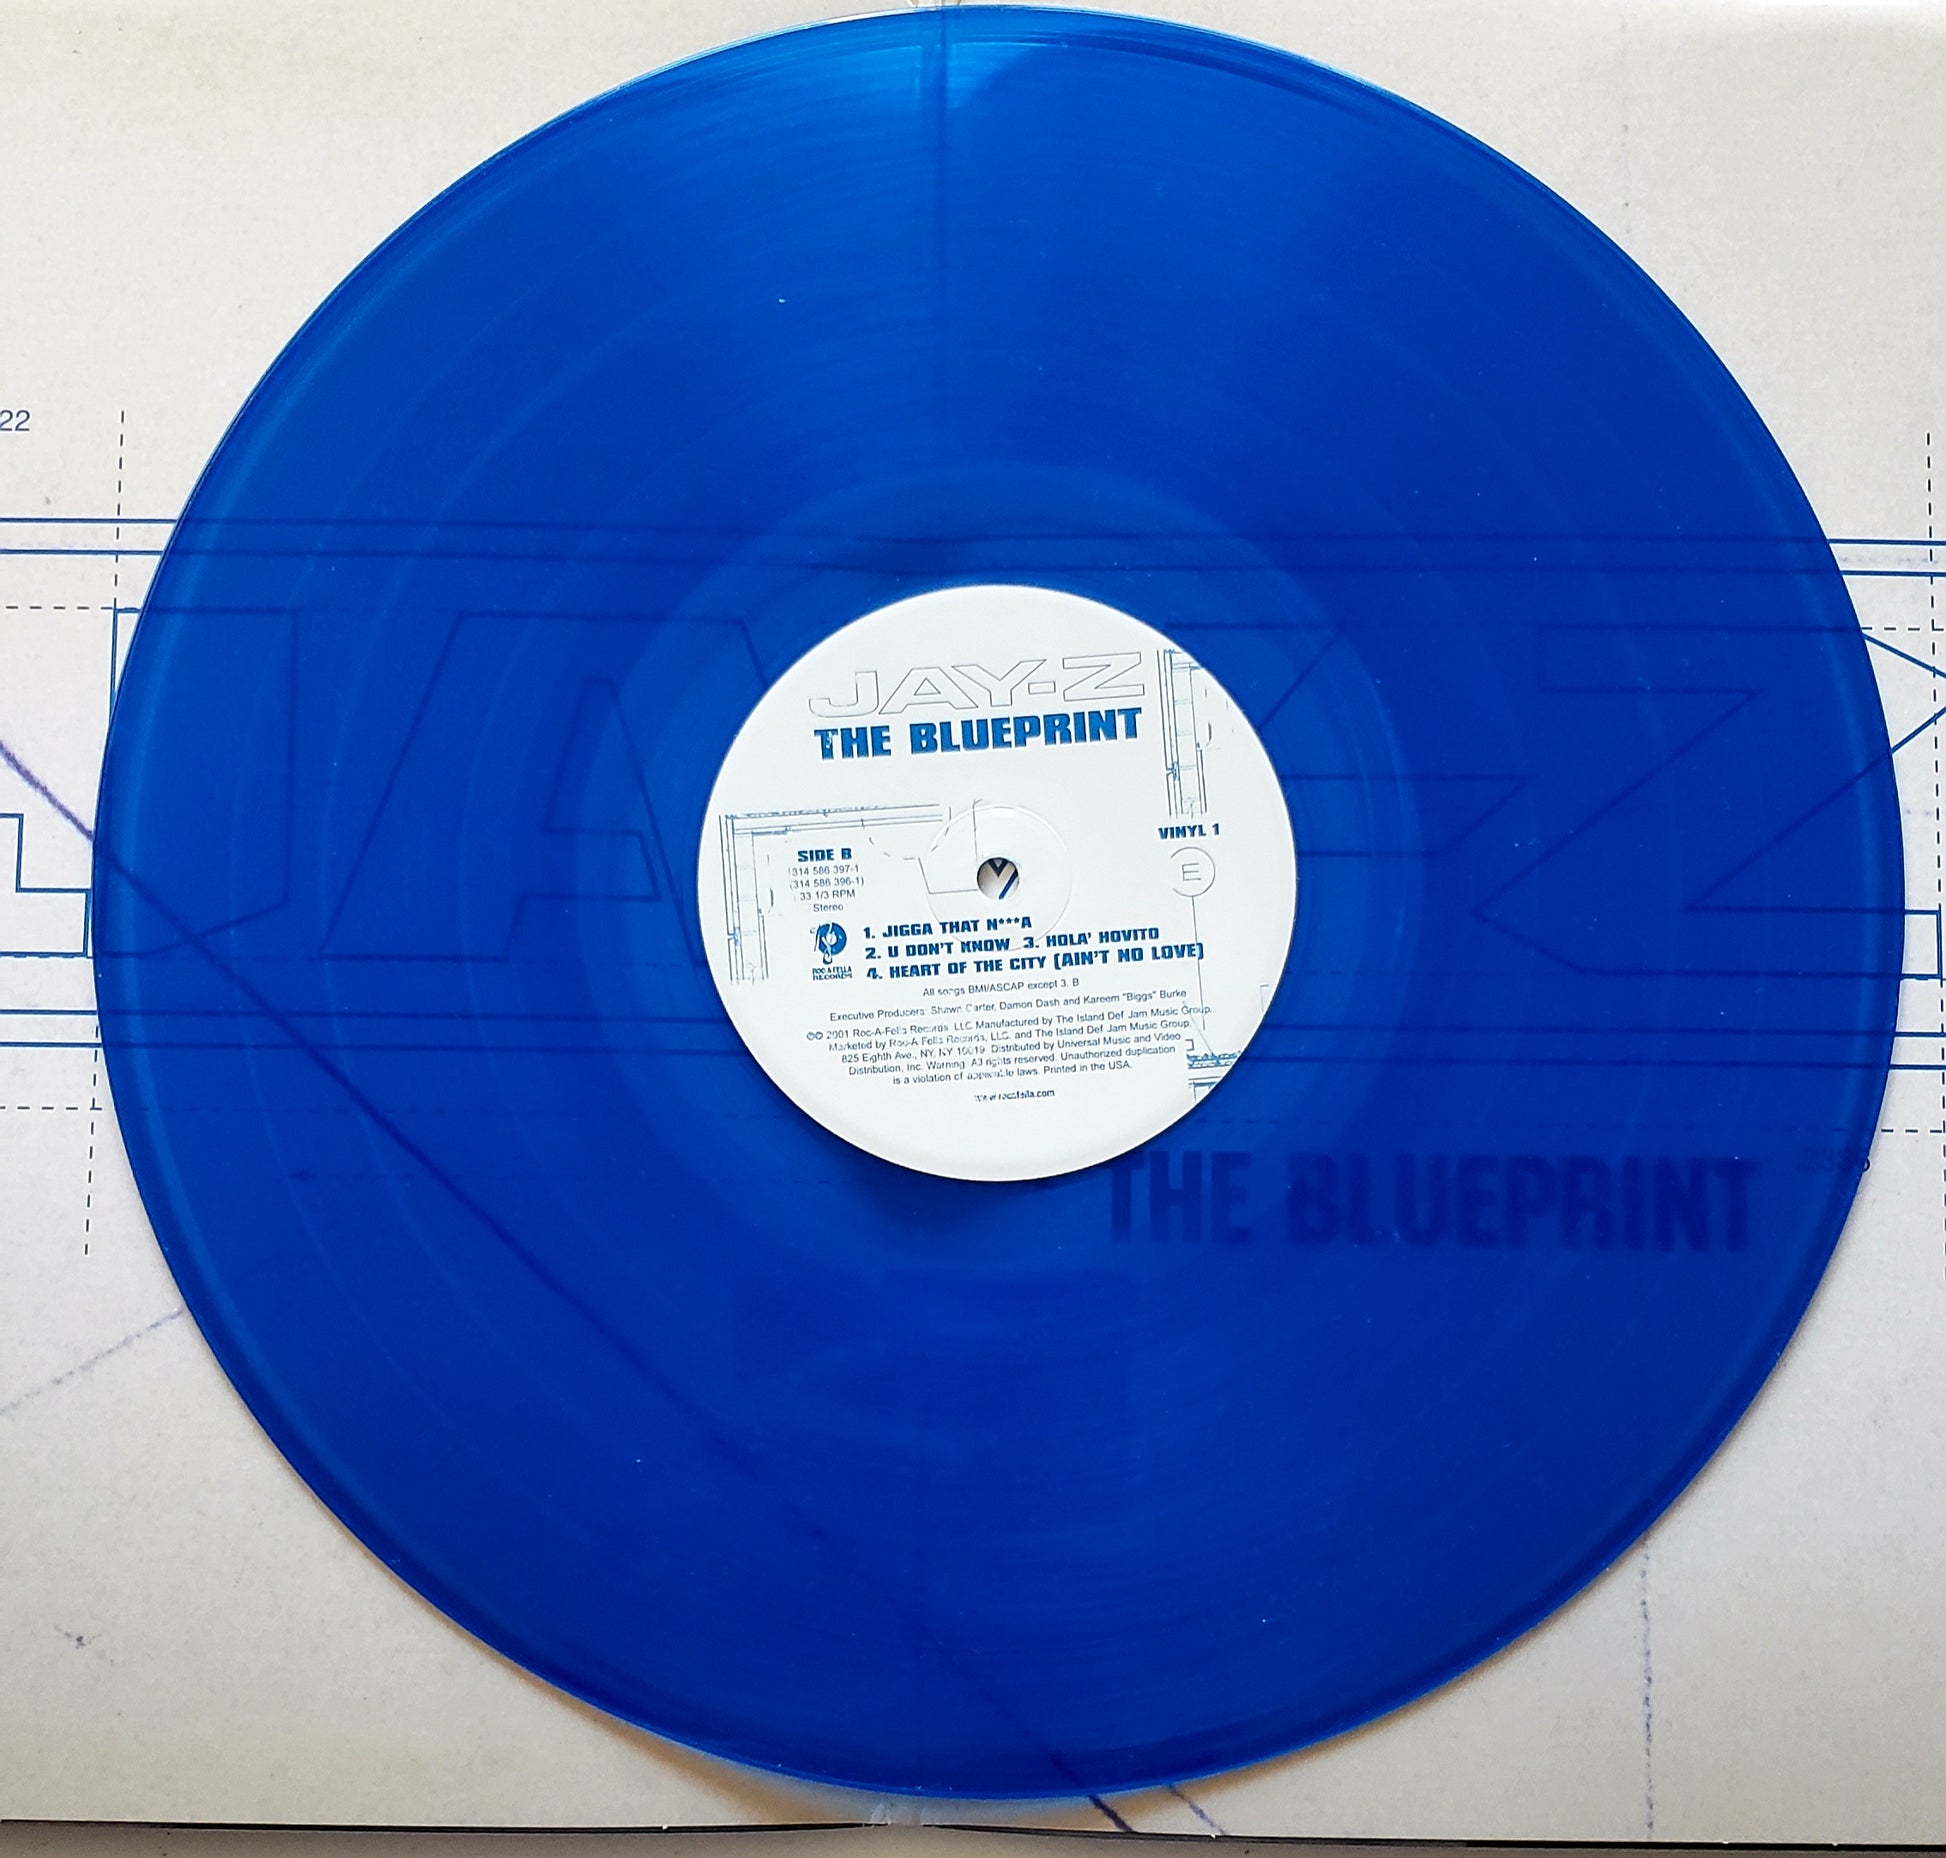 22
JAY-Z
JAY-Z
THE BLUEPRINT
VINYL 1
E
SIDE B
314 586 397-1
(314 586 396-1)
33 1/3 RPM
Stereo
ROC-A-FELLA
RECORDS
1. JIGGA THAT N***A
2. U DON'T KNOW 3. HOLA' HOVITO
4. HEART OF THE CITY (AIN'T NO LOVE)
All songs BMI/ASCAP except 3. B
Executive Producers: Shawn Carter, Damon Dash and Kareem "Biggs" Burke
℗© 2001 Roc-A-Fella Records, LLC Manufactured by The Island Def Jam Music Group.
Marketed by Roc-A Fella Records, LLC. and The Island Def Jam Music Group,
825 Eighth Ave., NY, NY 10019 Distributed by Universal Music and Video
Distribution, Inc. Warning: All rights reserved. Unauthorized duplication
is a violation of applicable laws. Printed in the USA.
www.rocafella.com
THE BLUEPRINT